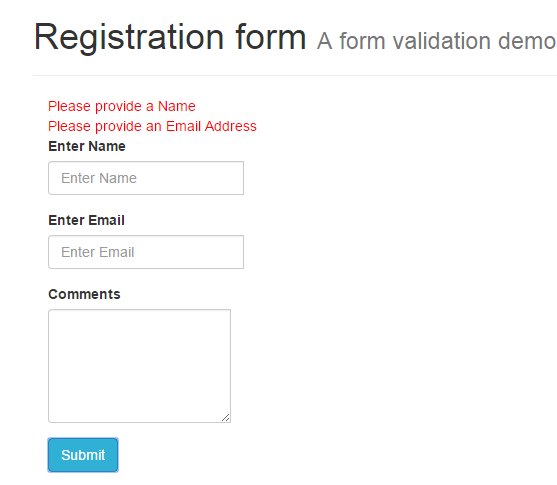 Registration form A form validation demo
Please provide a Name
Please provide an Email Address
Enter Name
Enter Name
Enter Email
Enter Email
Comments
Submit